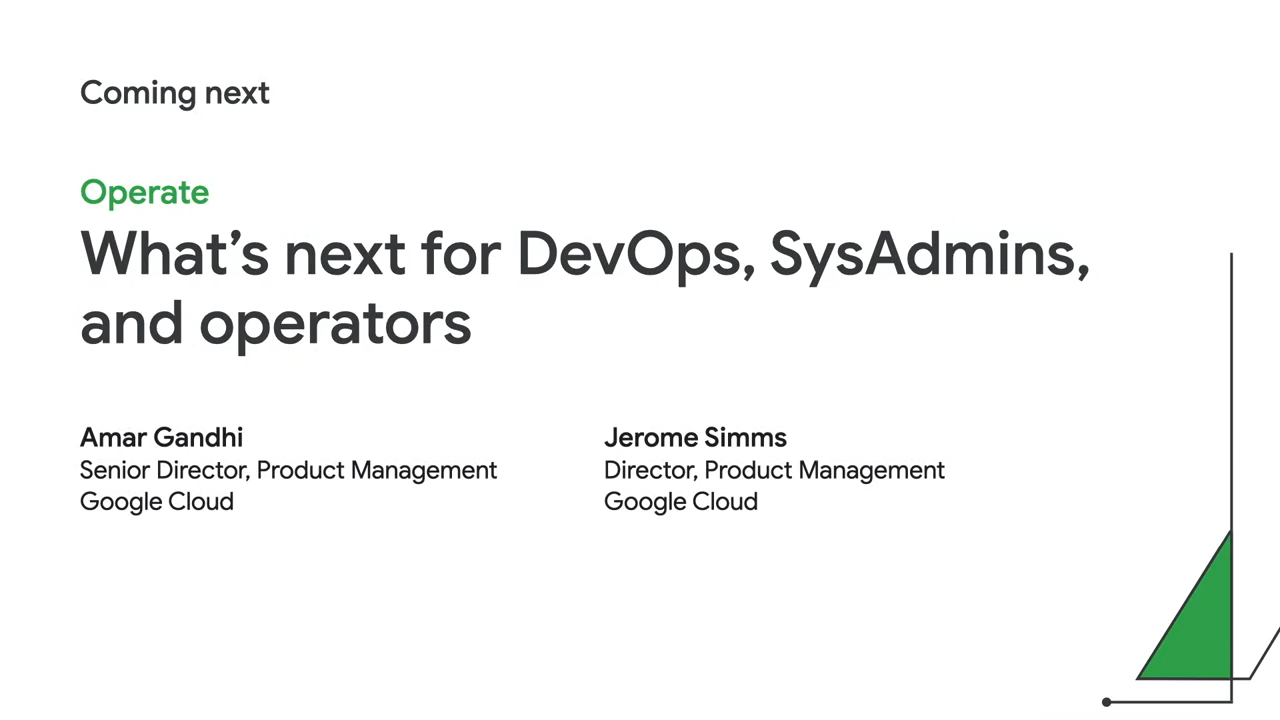 Coming next
Operate
What’s next for DevOps, SysAdmins,
and operators
Amar Gandhi
Senior Director, Product Management
Google Cloud
Jerome Simms
Director, Product Management
Google Cloud